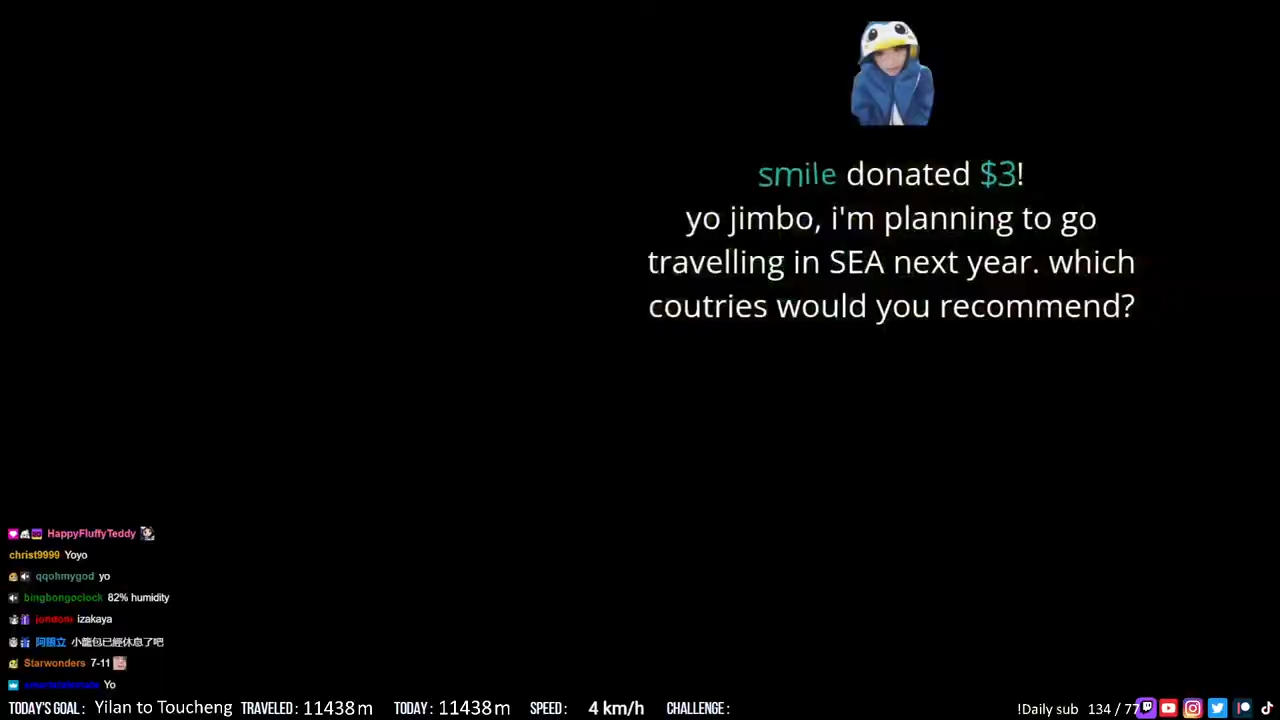 smile donated $3!
yo jimbo, i'm planning to go
travelling in SEA next year. which
coutries would you recommend?
HappyFluffyTeddy
christ9999 Yoyo
qqohmygod yo
bingbongoclock 82% humidity
izakaya
阿銀立 小籠包已經休息了吧
Starwonders 7-11
Yo
TODAY'S GOAL: Yilan to Toucheng TRAVELED: 11438m TODAY: 11438m SPEED: 4 km/h CHALLENGE: !Daily sub 134 / 77